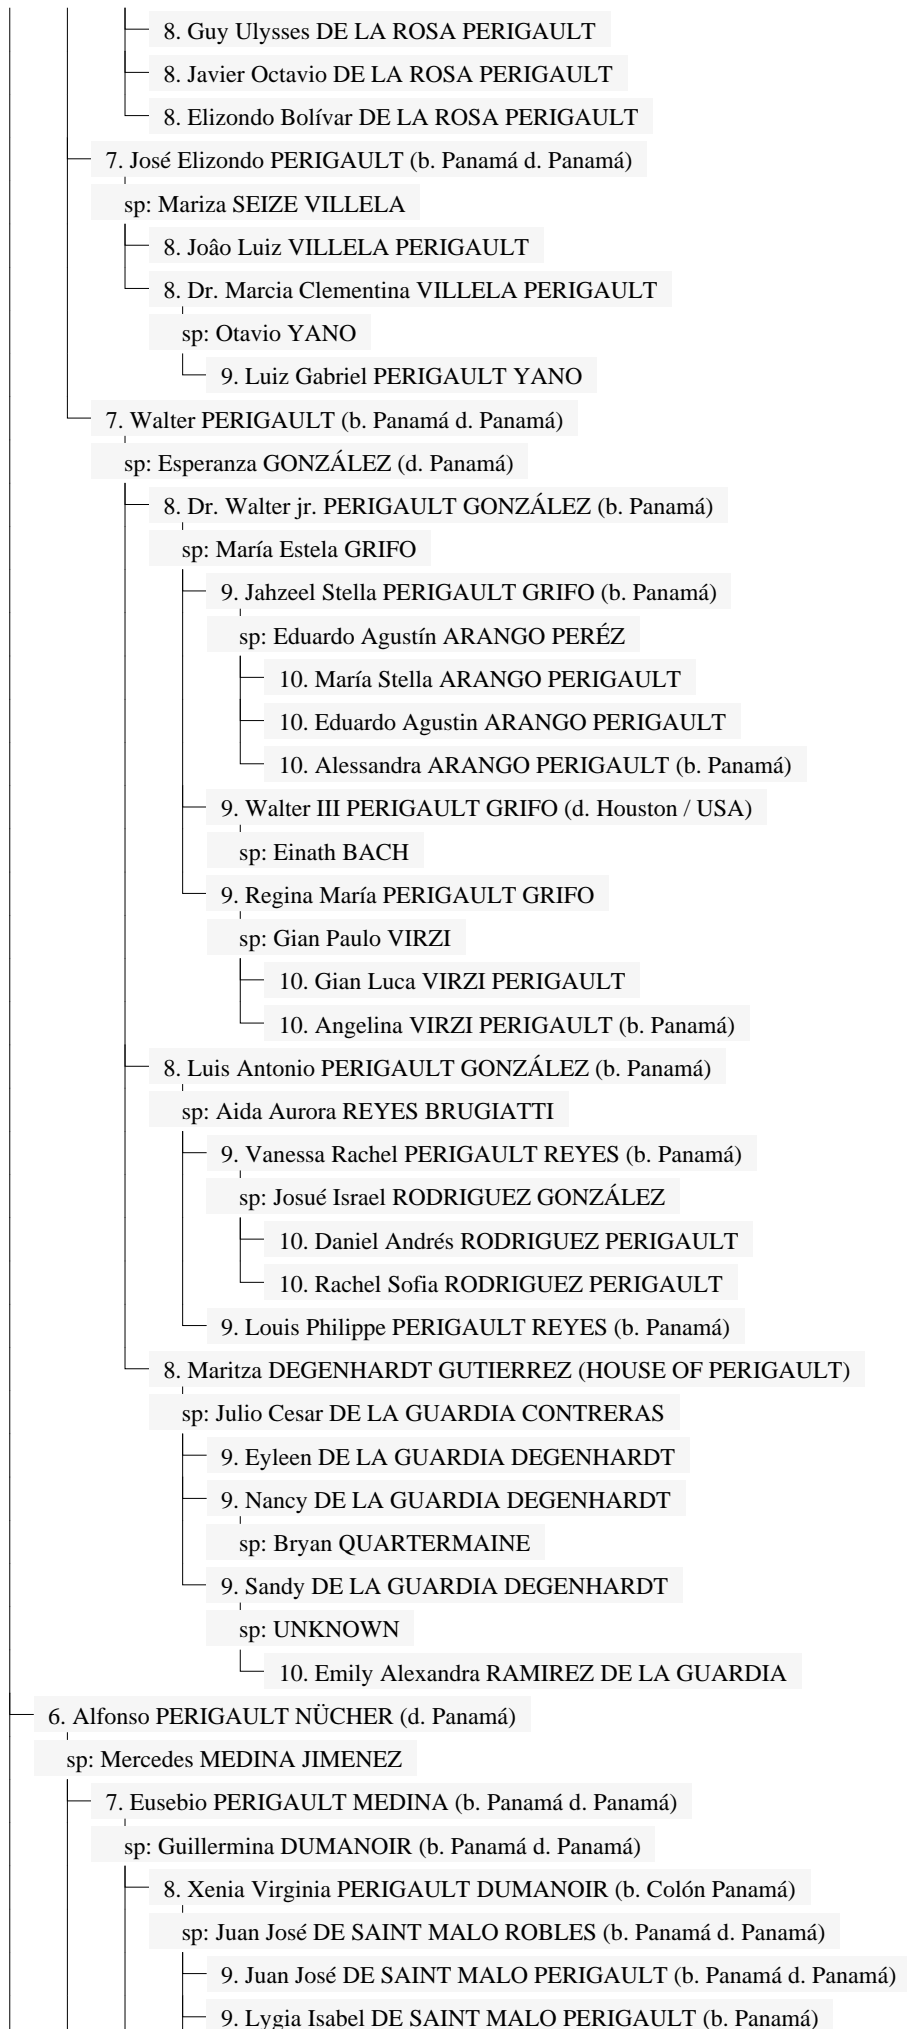 8. Guy Ulysses DE LA ROSA PERIGAULT
8. Javier Octavio DE LA ROSA PERIGAULT
8. Elizondo Bolívar DE LA ROSA PERIGAULT
7. José Elizondo PERIGAULT (b. Panamá d. Panamá)
sp: Mariza SEIZE VILLELA
8. Joâo Luiz VILLELA PERIGAULT
8. Dr. Marcia Clementina VILLELA PERIGAULT
sp: Otavio YANO
9. Luiz Gabriel PERIGAULT YANO
7. Walter PERIGAULT (b. Panamá d. Panamá)
sp: Esperanza GONZÁLEZ (d. Panamá)
8. Dr. Walter jr. PERIGAULT GONZÁLEZ (b. Panamá)
sp: María Estela GRIFO
9. Jahzeel Stella PERIGAULT GRIFO (b. Panamá)
sp: Eduardo Agustín ARANGO PERÉZ
10. María Stella ARANGO PERIGAULT
10. Eduardo Agustin ARANGO PERIGAULT
10. Alessandra ARANGO PERIGAULT (b. Panamá)
9. Walter III PERIGAULT GRIFO (d. Houston / USA)
sp: Einath BACH
9. Regina María PERIGAULT GRIFO
sp: Gian Paulo VIRZI
10. Gian Luca VIRZI PERIGAULT
10. Angelina VIRZI PERIGAULT (b. Panamá)
8. Luis Antonio PERIGAULT GONZÁLEZ (b. Panamá)
sp: Aida Aurora REYES BRUGIATTI
9. Vanessa Rachel PERIGAULT REYES (b. Panamá)
sp: Josué Israel RODRIGUEZ GONZÁLEZ
10. Daniel Andrés RODRIGUEZ PERIGAULT
10. Rachel Sofia RODRIGUEZ PERIGAULT
9. Louis Philippe PERIGAULT REYES (b. Panamá)
8. Maritza DEGENHARDT GUTIERREZ (HOUSE OF PERIGAULT)
sp: Julio Cesar DE LA GUARDIA CONTRERAS
9. Eyleen DE LA GUARDIA DEGENHARDT
9. Nancy DE LA GUARDIA DEGENHARDT
sp: Bryan QUARTERMAINE
9. Sandy DE LA GUARDIA DEGENHARDT
sp: UNKNOWN
10. Emily Alexandra RAMIREZ DE LA GUARDIA
6. Alfonso PERIGAULT NÜCHER (d. Panamá)
sp: Mercedes MEDINA JIMENEZ
7. Eusebio PERIGAULT MEDINA (b. Panamá d. Panamá)
sp: Guillermina DUMANOIR (b. Panamá d. Panamá)
8. Xenia Virginia PERIGAULT DUMANOIR (b. Colón Panamá)
sp: Juan José DE SAINT MALO ROBLES (b. Panamá d. Panamá)
9. Juan José DE SAINT MALO PERIGAULT (b. Panamá d. Panamá)
9. Lygia Isabel DE SAINT MALO PERIGAULT (b. Panamá)